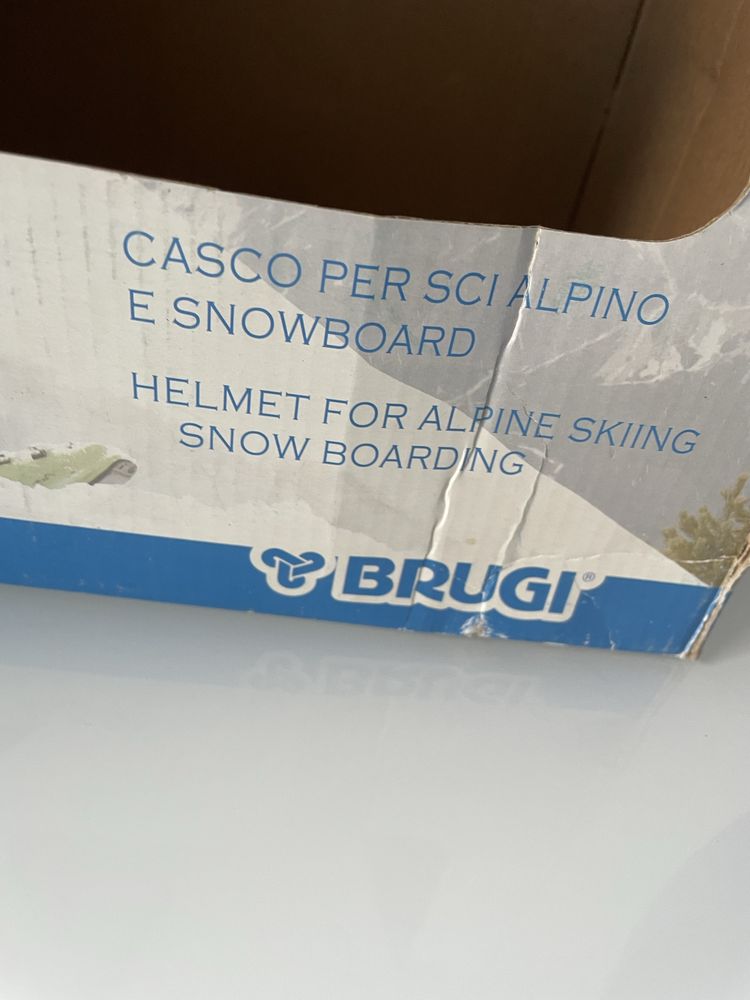 CASCO PER SCI ALPINO
E SNOWBOARD
HELMET FOR ALPINE SKIING
SNOW BOARDING
BRUGI®